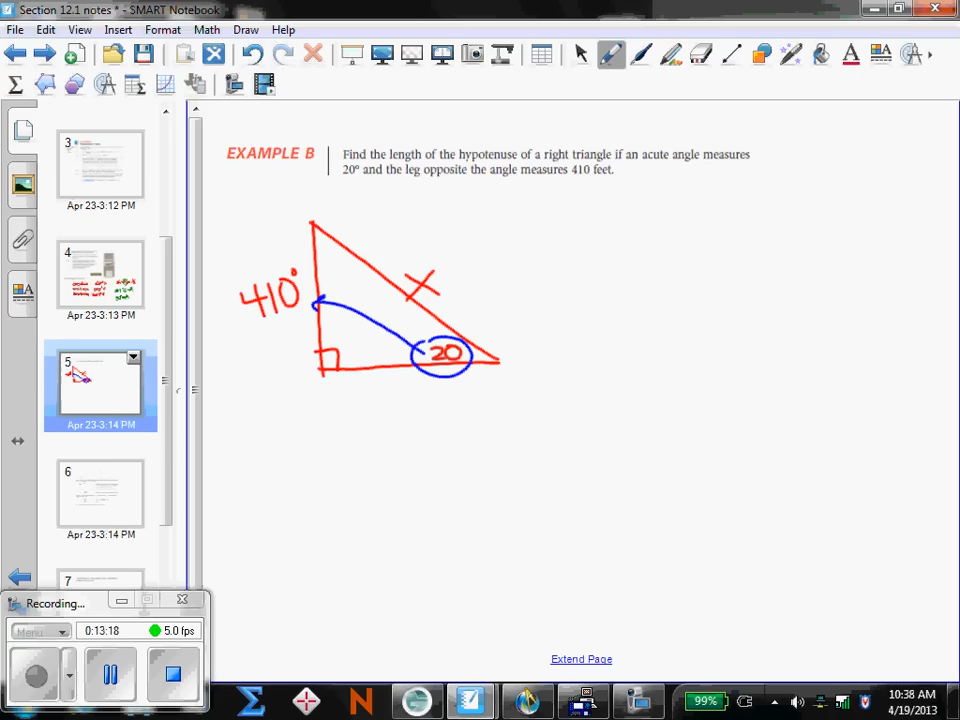 Section 12.1 notes * - SMART Notebook
File Edit View Insert Format Math Draw Help
3
Apr 23-3:12 PM
4
Apr 23-3:13 PM
5
Apr 23-3:14 PM
6
Apr 23-3:14 PM
7
EXAMPLE B
Find the length of the hypotenuse of a right triangle if an acute angle measures
20° and the leg opposite the angle measures 410 feet.
410°
x
20
Extend Page
Recording...
Menu
0:13:18
5.0 fps
99%
10:38 AM
4/19/2013